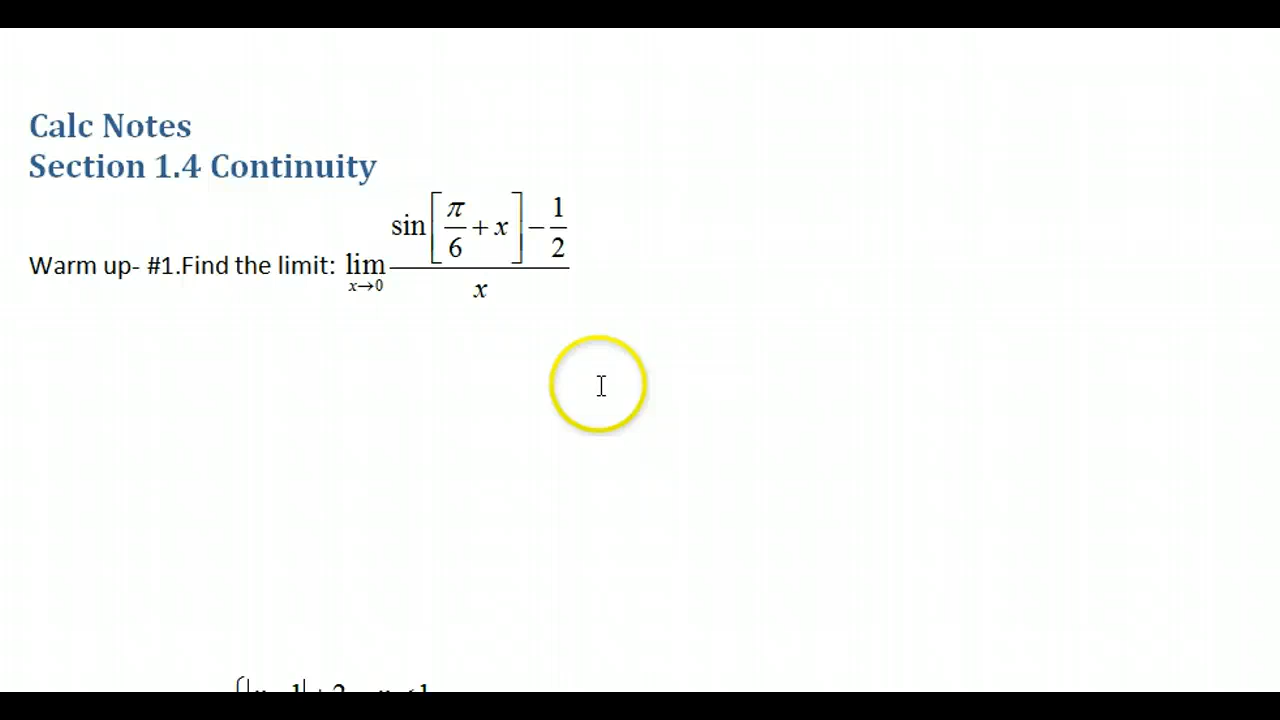 Calc Notes
Section 1.4 Continuity
Warm up- #1.Find the limit: lim x→0 (sin[π/6 + x] − 1/2) / x